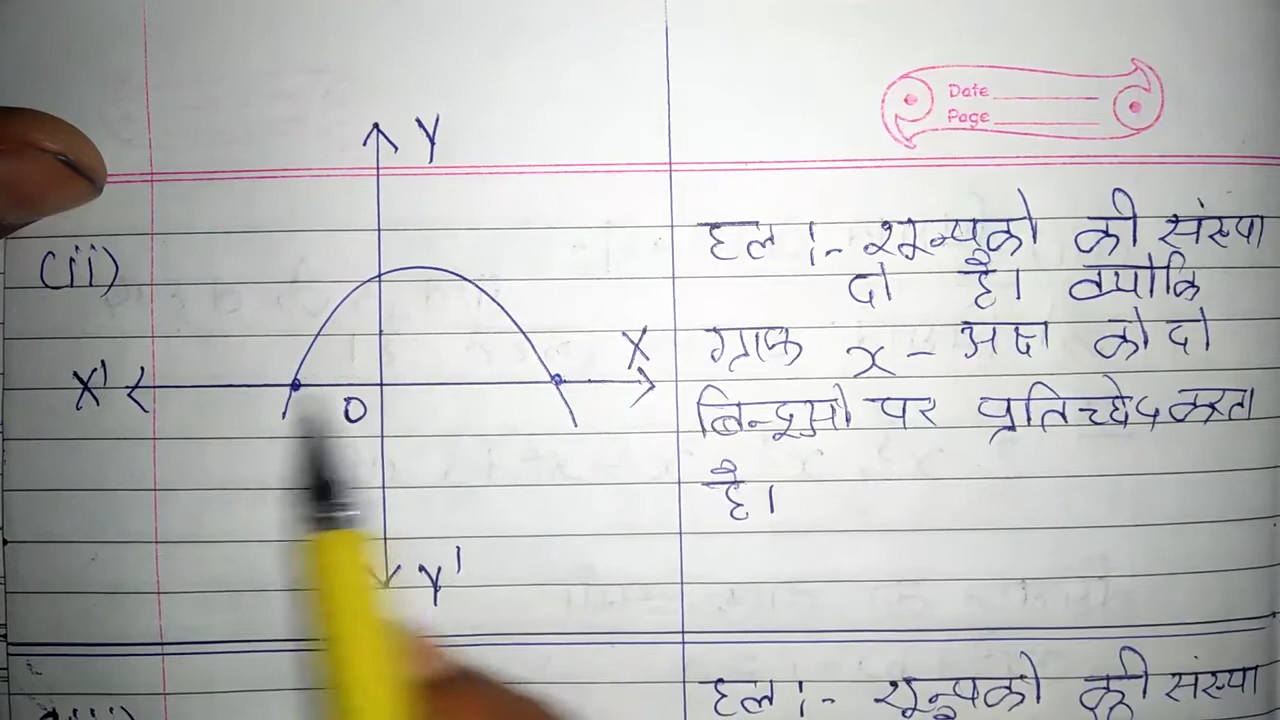 Date
Page
Y
(ii)
हल :- शून्यको की संख्या
दो है। क्योकि
ग्राफ x - अक्ष को दो
बिन्दुओ पर प्रतिच्छेद करता
है।
X' X
O
Y'
हल :- शून्यको की संख्या